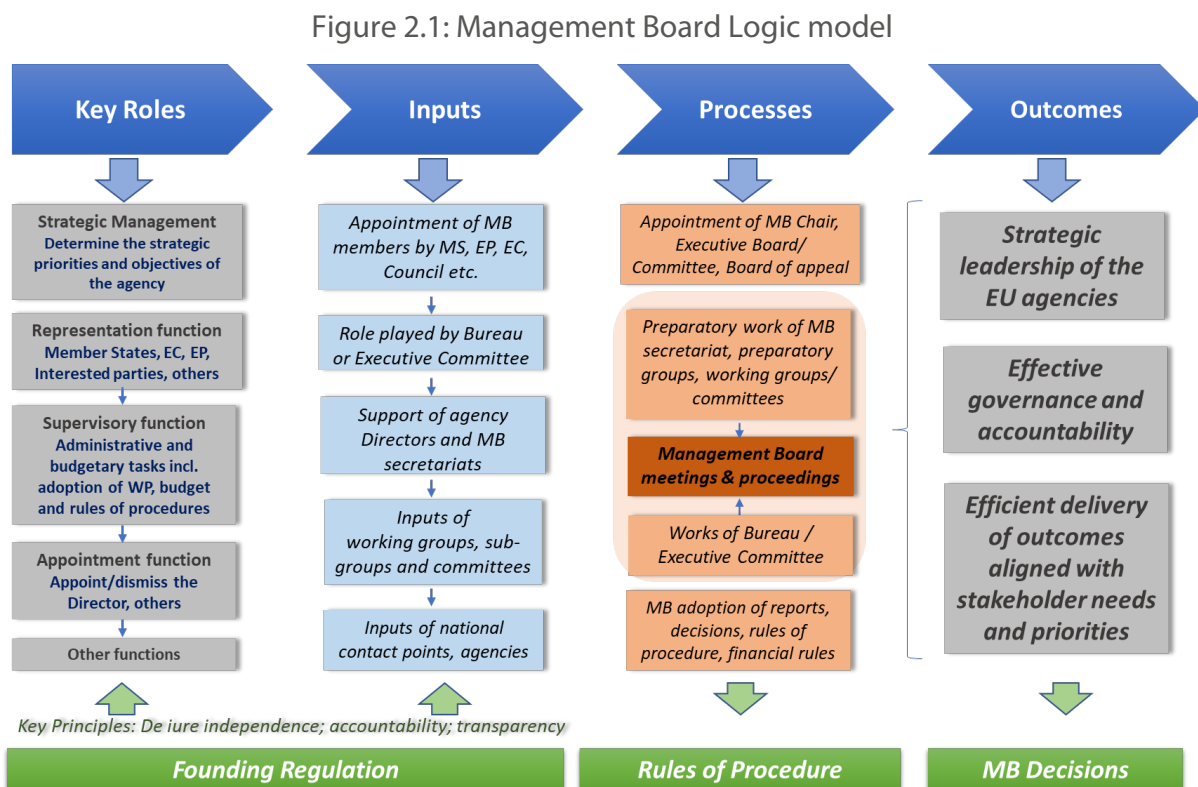 Figure 2.1: Management Board Logic model
Key Roles
Inputs
Processes
Outcomes
Strategic Management
Determine the strategic
priorities and objectives of
the agency
Representation function
Member States, EC, EP,
Interested parties, others
Supervisory function
Administrative and
budgetary tasks incl.
adoption of WP, budget
and rules of procedures
Appointment function
Appoint/dismiss the
Director, others
Other functions
Appointment of MB
members by MS, EP, EC,
Council etc.
Role played by Bureau
or Executive Committee
Support of agency
Directors and MB
secretariats
Inputs of
working groups, sub-
groups and committees
Inputs of national
contact points, agencies
Appointment of MB Chair,
Executive Board/
Committee, Board of appeal
Preparatory work of MB
secretariat, preparatory
groups, working groups/
committees
Management Board
meetings & proceedings
Works of Bureau /
Executive Committee
MB adoption of reports,
decisions, rules of
procedure, financial rules
Strategic
leadership of the
EU agencies
Effective
governance and
accountability
Efficient delivery
of outcomes
aligned with
stakeholder needs
and priorities
Key Principles: De iure independence; accountability; transparency
Founding Regulation
Rules of Procedure
MB Decisions